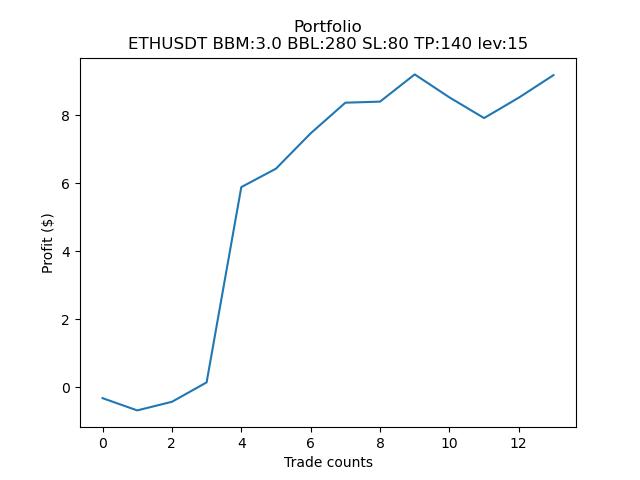 Portfolio
ETHUSDT BBM:3.0 BBL:280 SL:80 TP:140 lev:15
8
6
4
2
0
Profit ($)
0 2 4 6 8 10 12
Trade counts